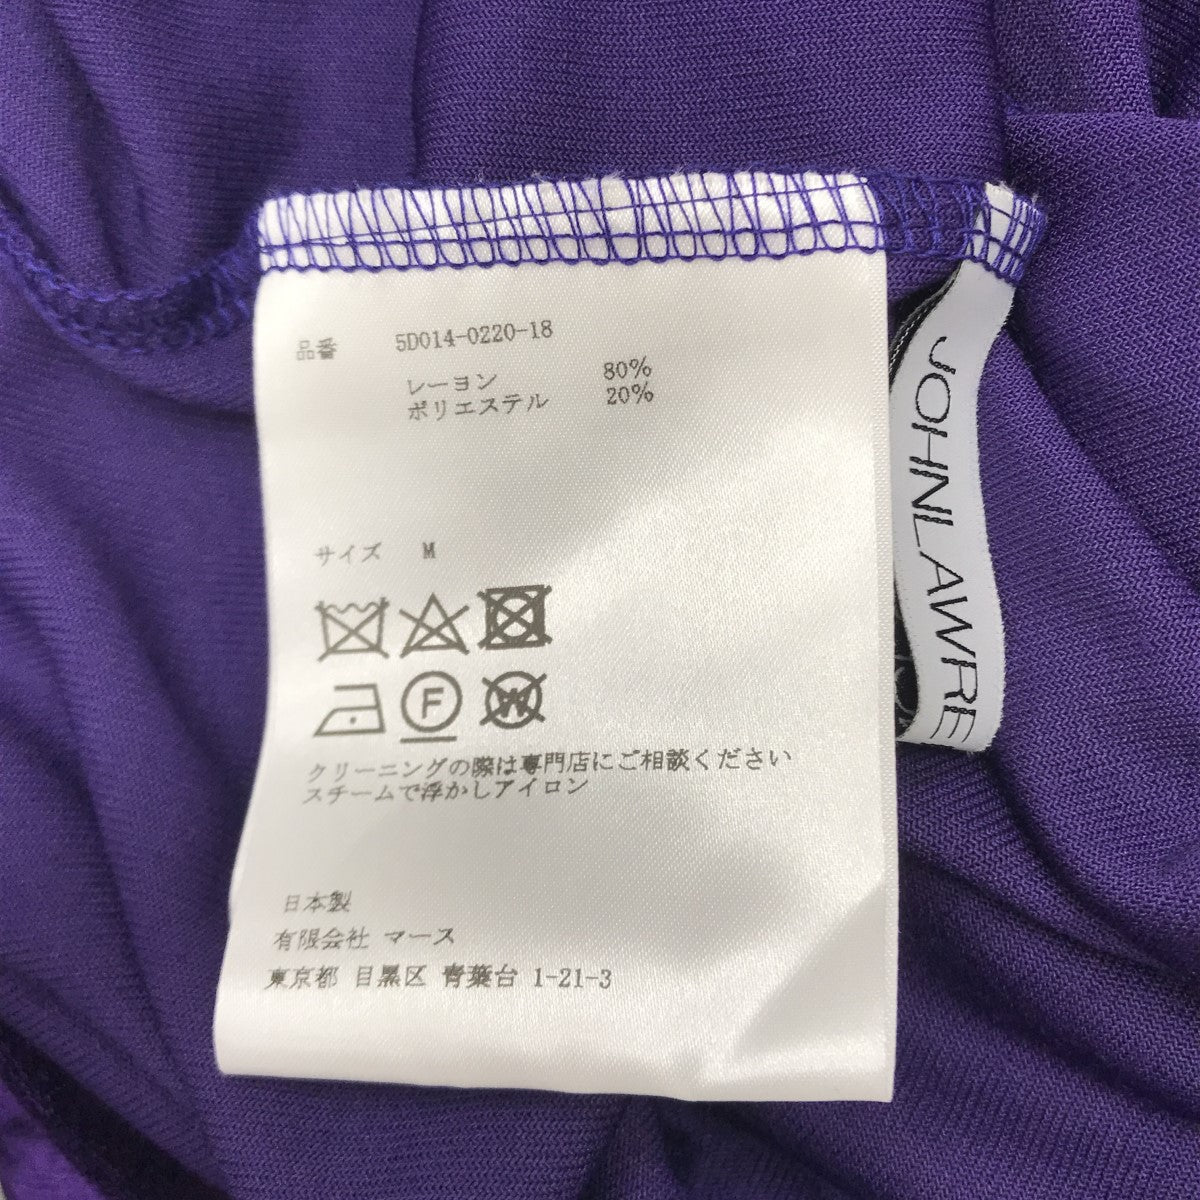 品番 5D014-0220-18
レーヨン 80%
ポリエステル 20%
サイズ M
F
W
クリーニングの際は専門店にご相談ください
スチームで浮かしアイロン
日本製
有限会社 マース
東京都 目黒区 青葉台 1-21-3
JOHNLAWRE